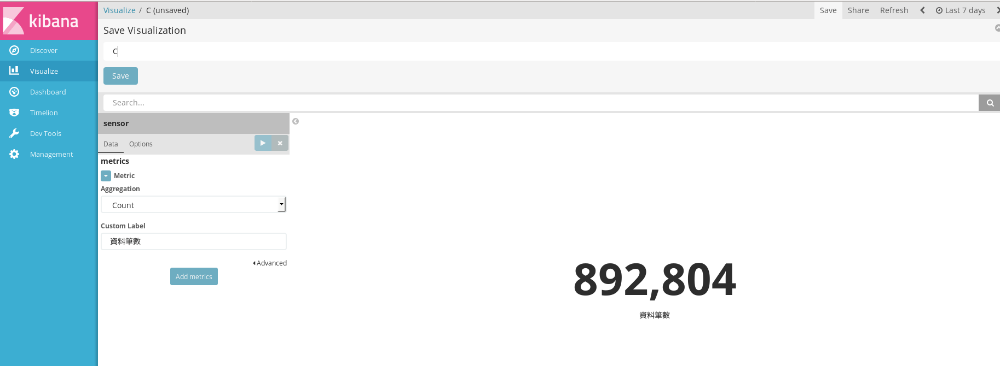 kibana
Discover
Visualize
Dashboard
Timelion
Dev Tools
Management
Visualize / C (unsaved)
Save Share Refresh Last 7 days
Save Visualization
C
Save
Search...
sensor
Data Options
metrics
Metric
Aggregation
Count
Custom Label
資料筆數
Advanced
Add metrics
892,804
資料筆數